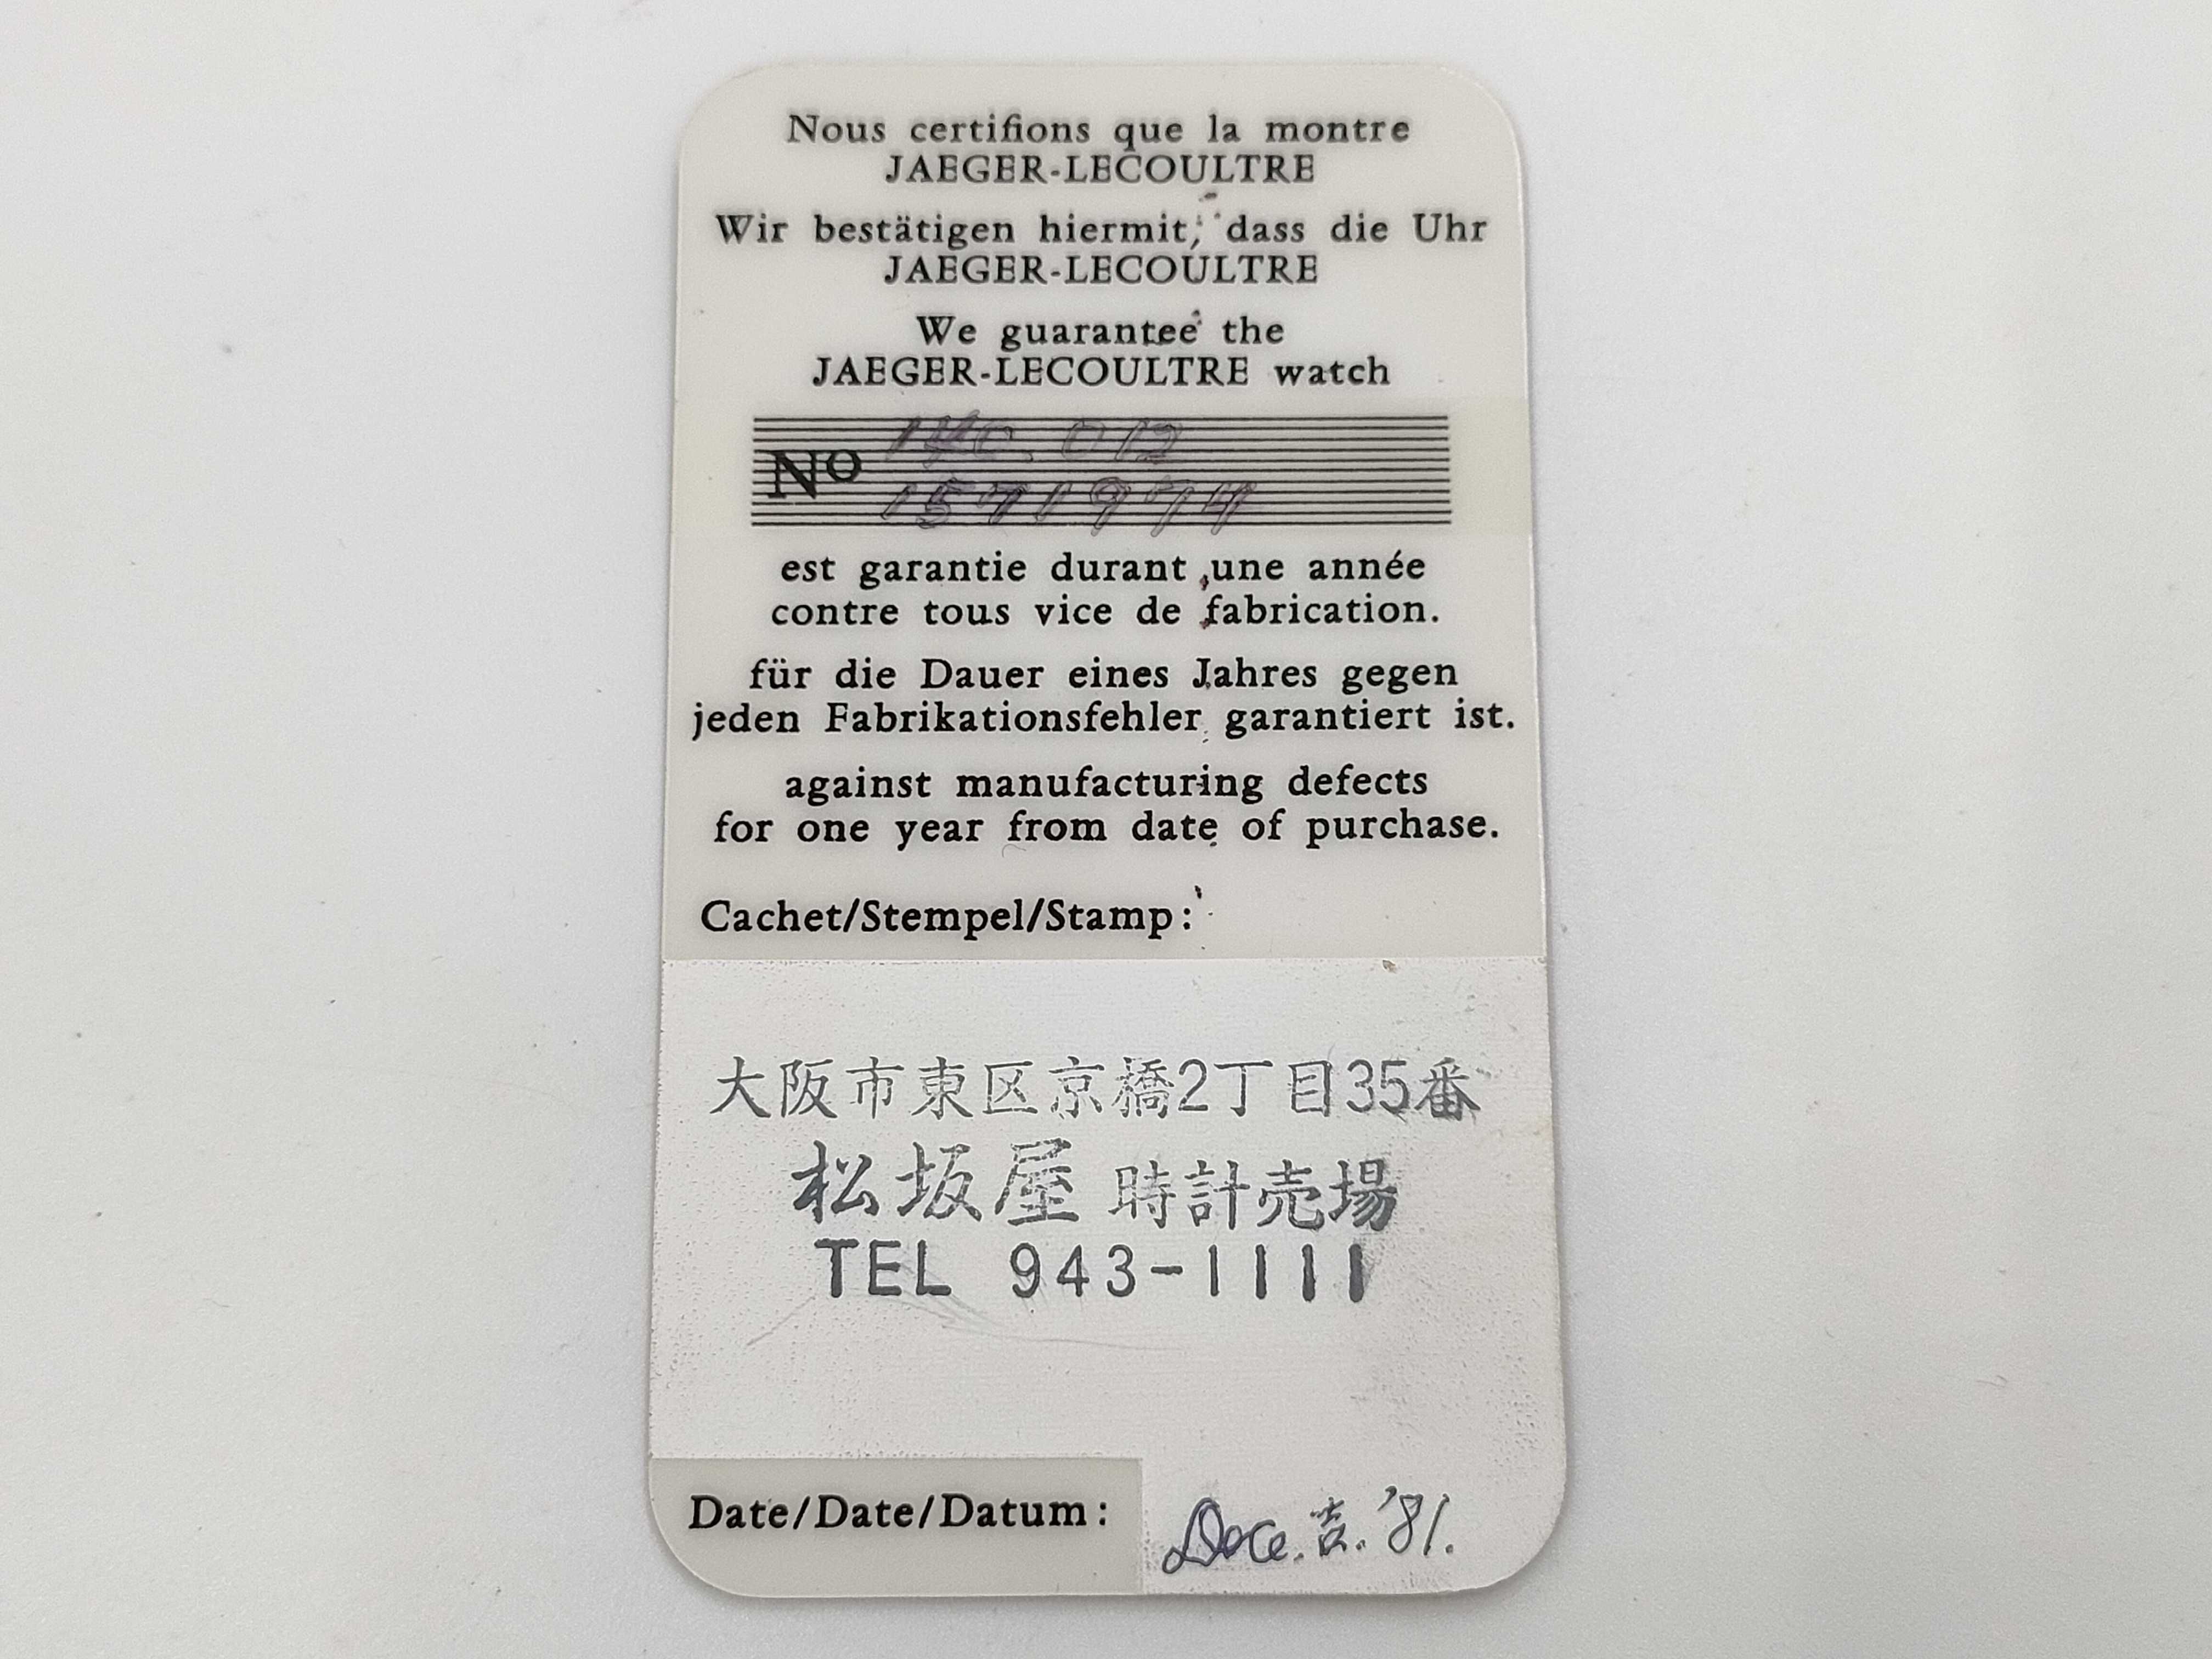 Nous certifions que la montre
JAEGER-LECOULTRE
Wir bestätigen hiermit, dass die Uhr
JAEGER-LECOULTRE
We guarantee the
JAEGER-LECOULTRE watch
Nº
140.012
1571974
est garantie durant une année
contre tous vice de fabrication.
für die Dauer eines Jahres gegen
jeden Fabrikationsfehler garantiert ist.
against manufacturing defects
for one year from date of purchase.
Cachet/Stempel/Stamp:
大阪市東区京橋2丁目35番
松坂屋 時計売場
TEL 943-1111
Date/Date/Datum:
'81.